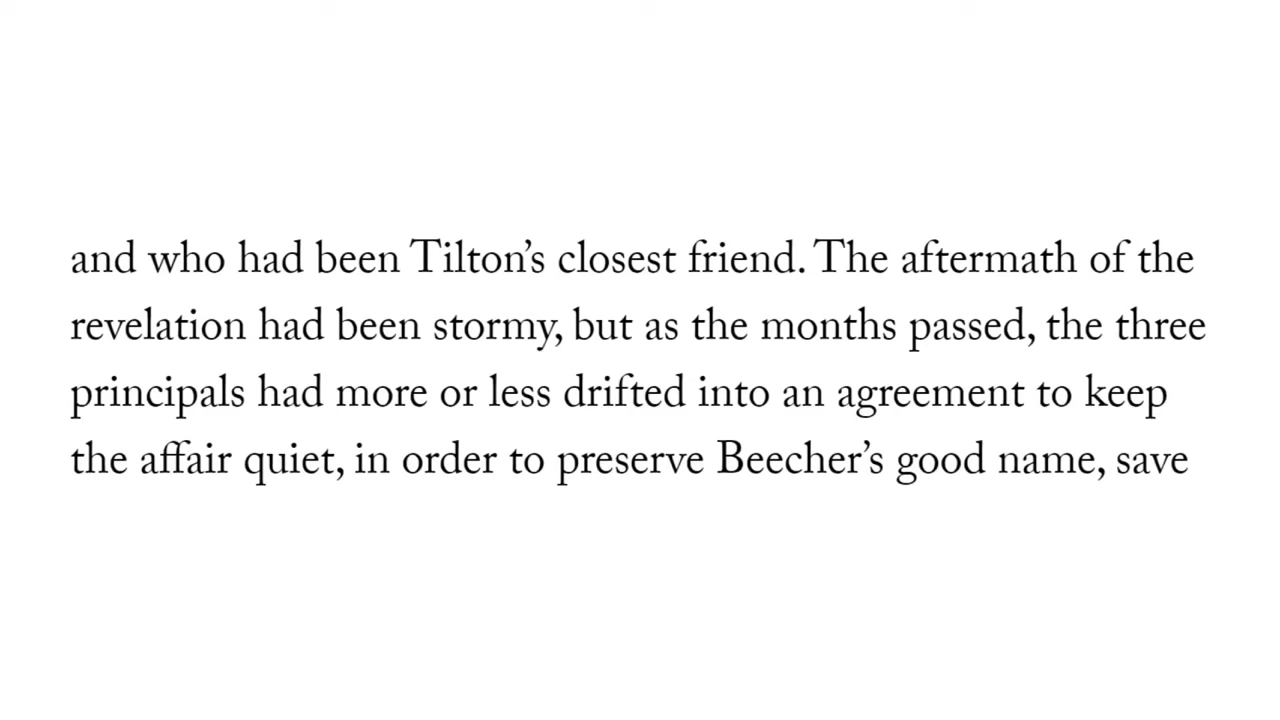 and who had been Tilton’s closest friend. The aftermath of the
revelation had been stormy, but as the months passed, the three
principals had more or less drifted into an agreement to keep
the affair quiet, in order to preserve Beecher’s good name, save